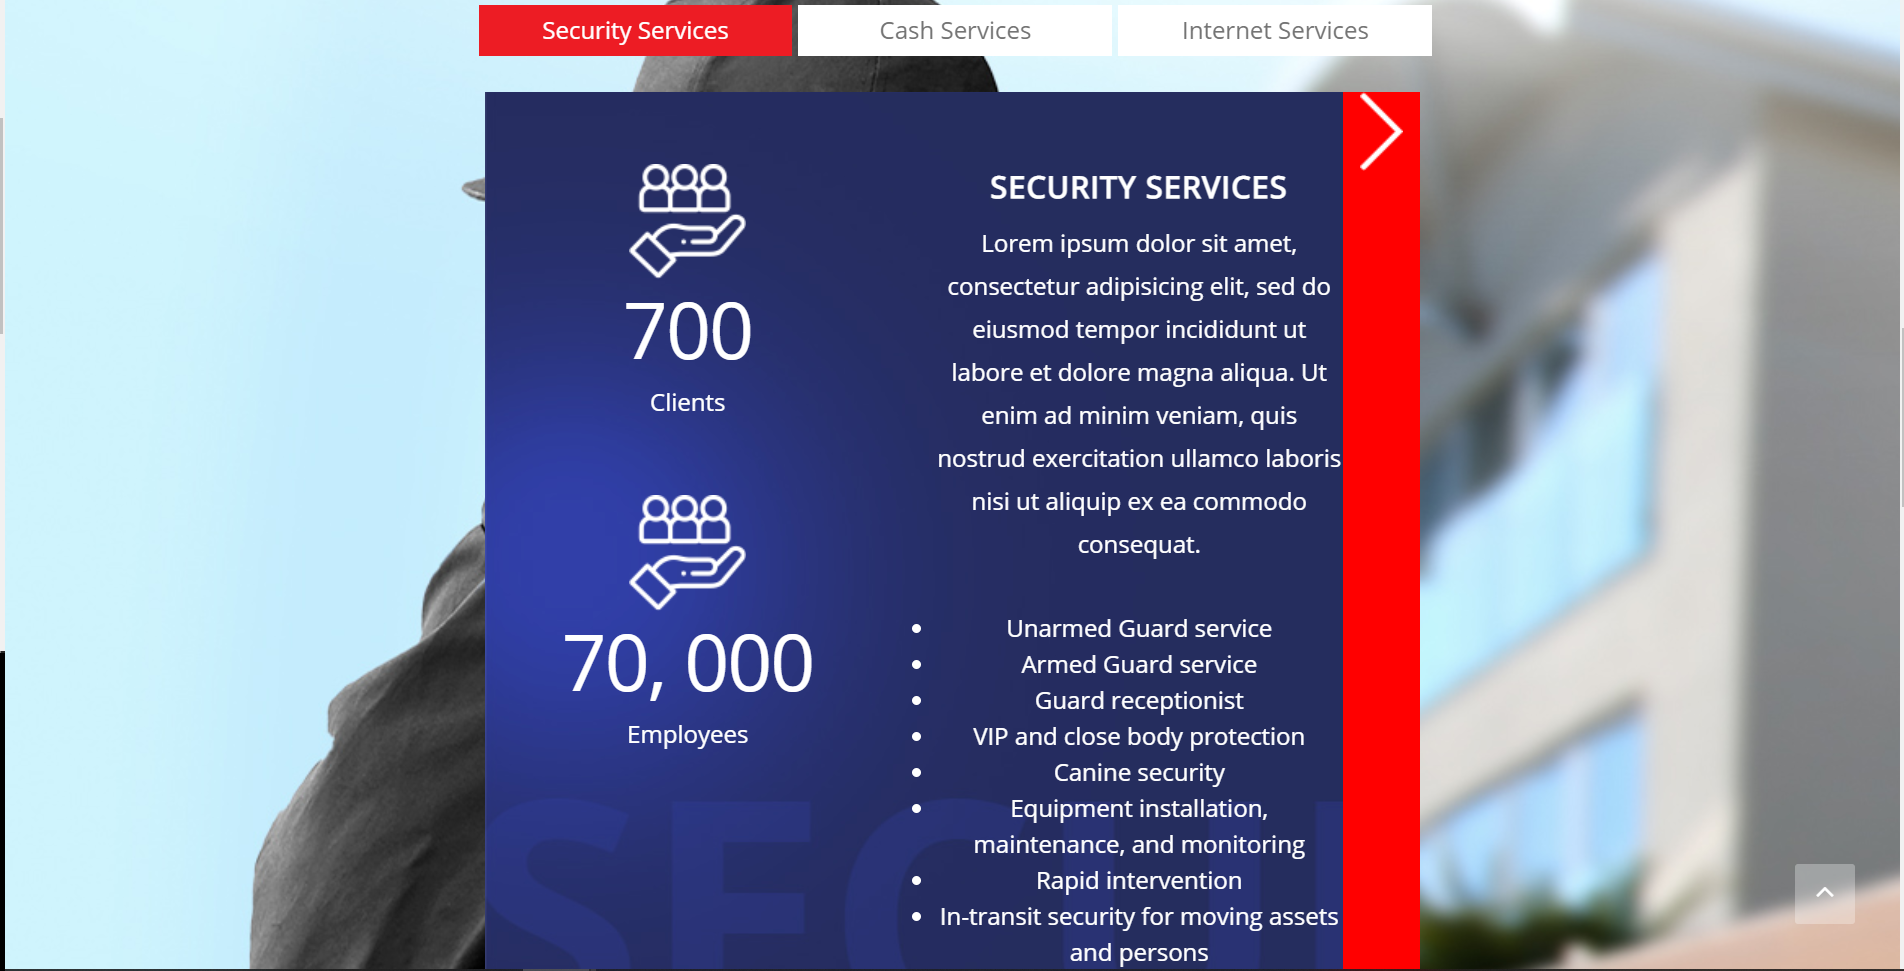 Security Services
Cash Services
Internet Services
700
Clients
70, 000
Employees
SECURITY SERVICES
Lorem ipsum dolor sit amet,
consectetur adipisicing elit, sed do
eiusmod tempor incididunt ut
labore et dolore magna aliqua. Ut
enim ad minim veniam, quis
nostrud exercitation ullamco laboris
nisi ut aliquip ex ea commodo
consequat.
• Unarmed Guard service
• Armed Guard service
• Guard receptionist
• VIP and close body protection
• Canine security
• Equipment installation,
maintenance, and monitoring
• Rapid intervention
• In-transit security for moving assets
and persons
SECU